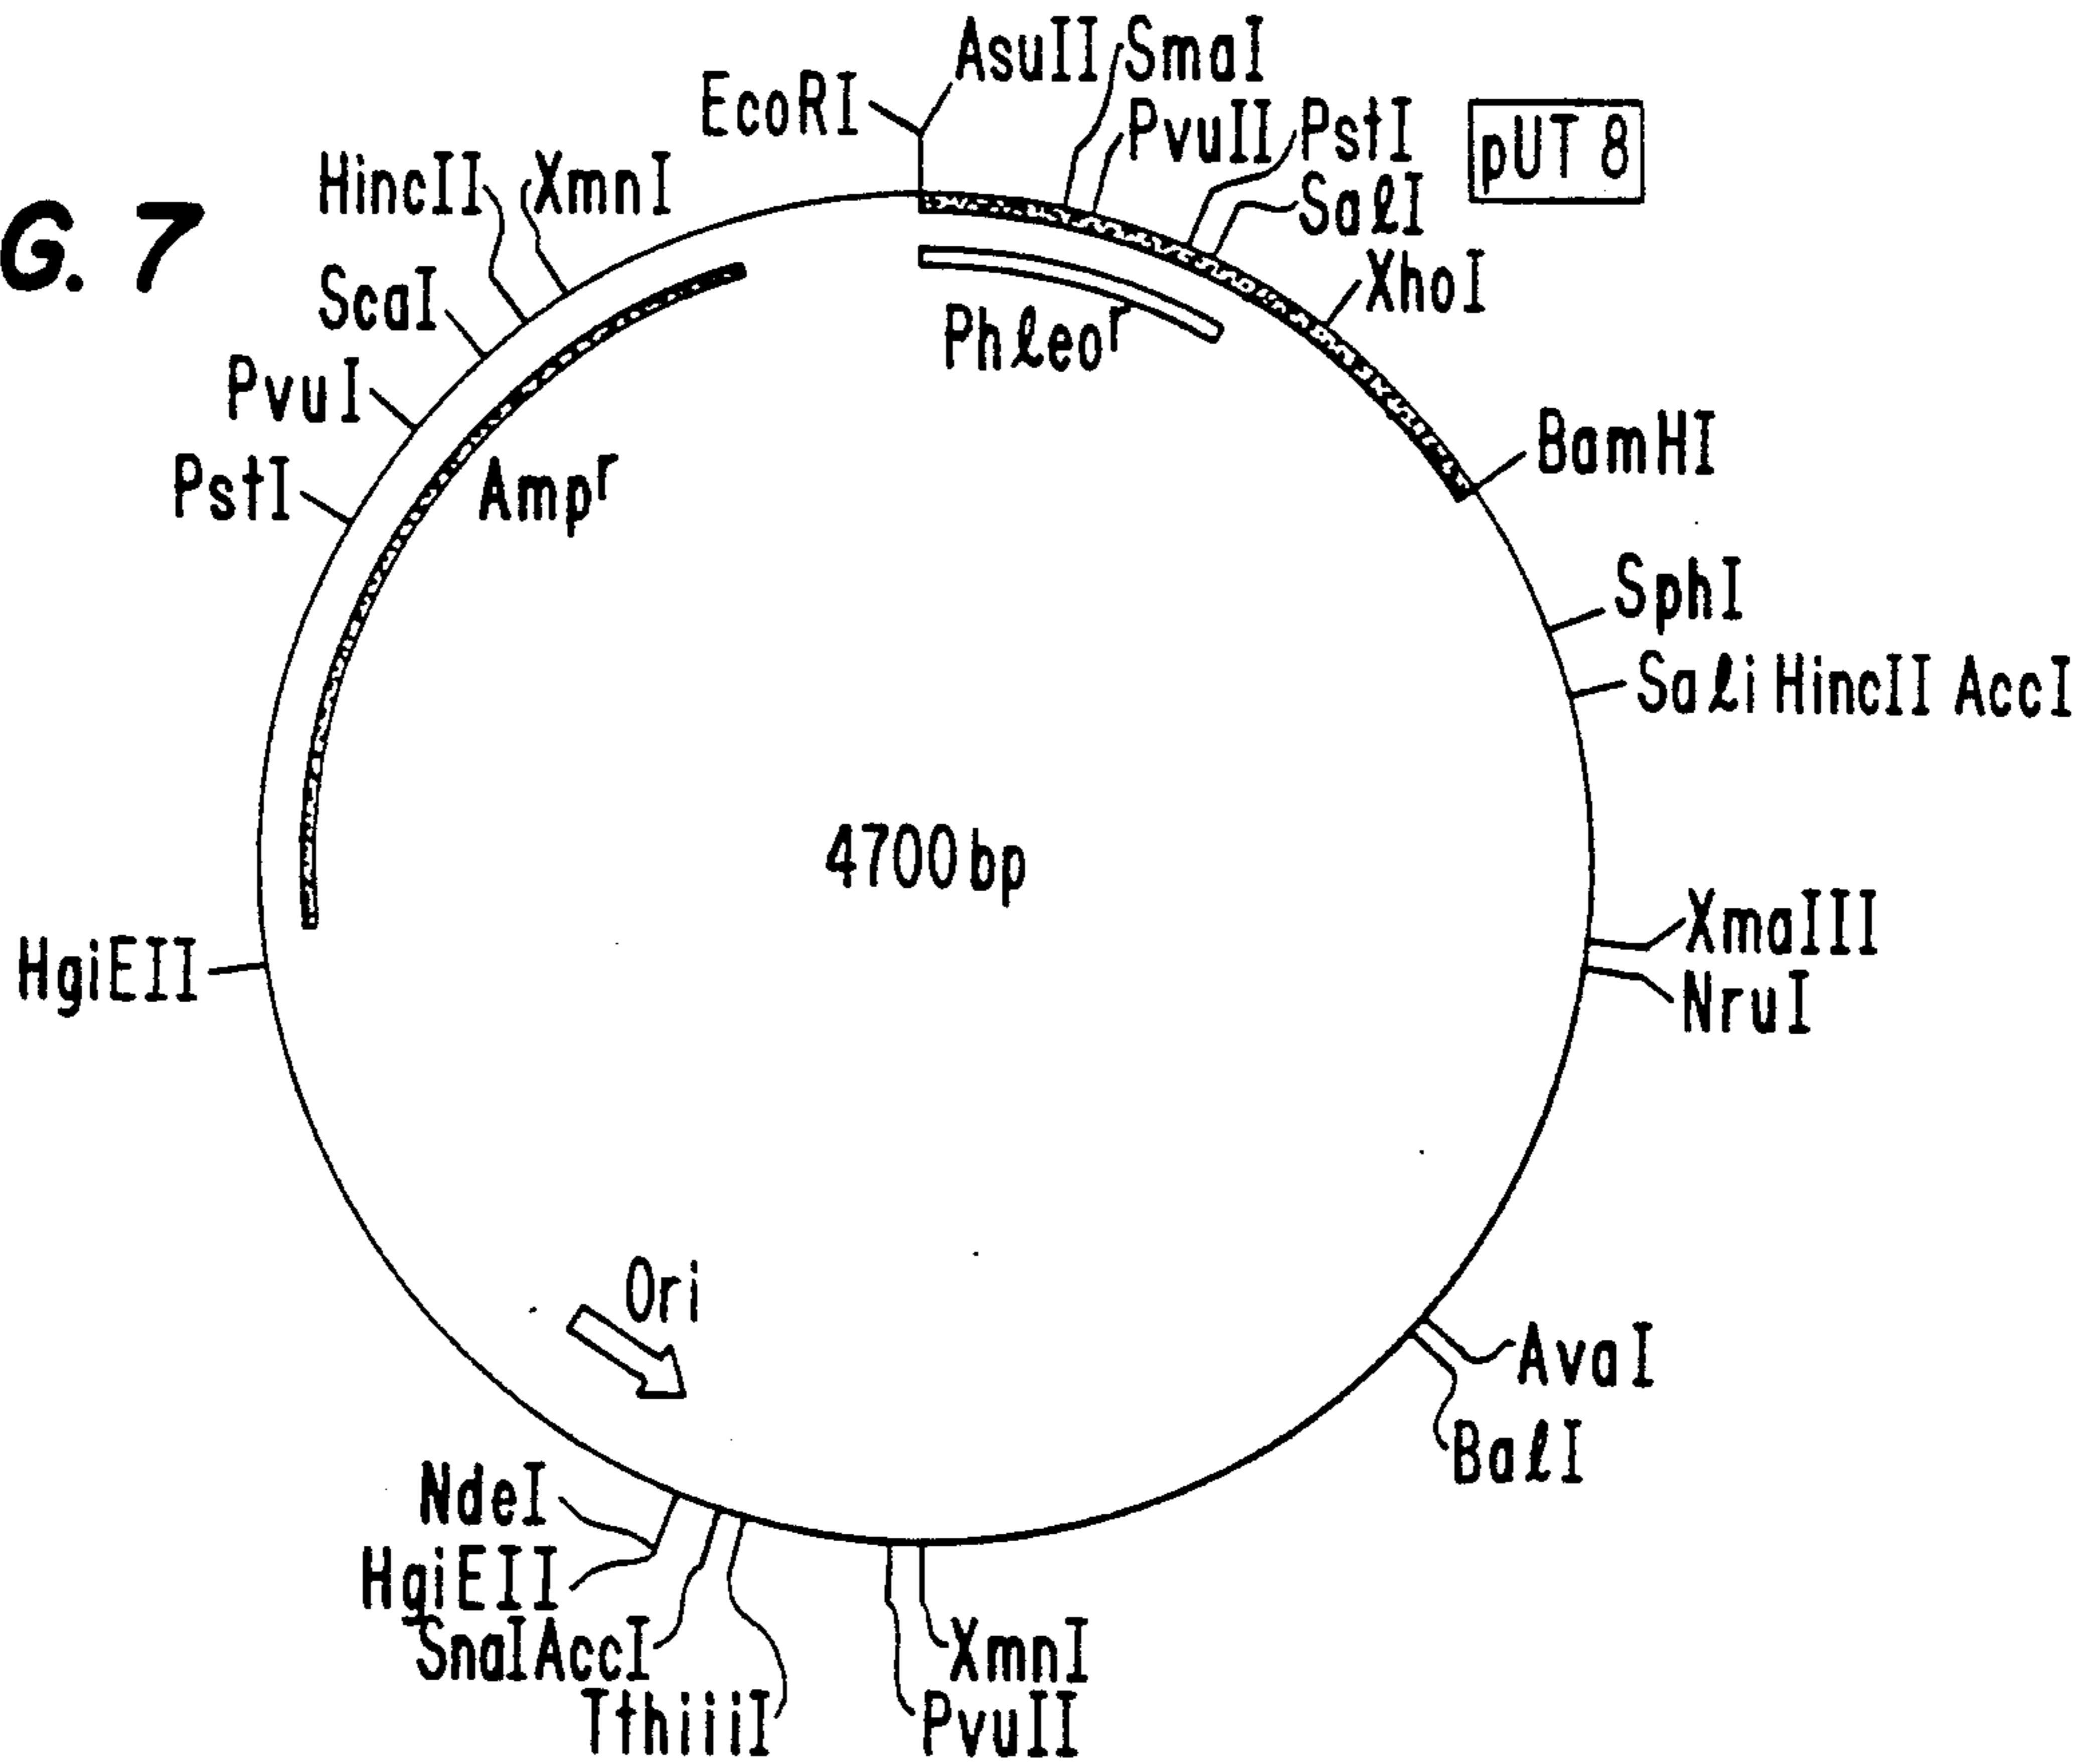 G. 7
pUT 8
EcoRI
AsuII
SmaI
PvuII
PstI
SalI
XhoI
BamHI
SphI
Sali HincII AccI
XmaIII
NruI
AvaI
BalI
XmnI
PvuII
TthiiiI
SnaIAccI
HgiEII
NdeI
HgiEII
PstI
PvuI
ScaI
HincII
XmnI
Phleoʳ
Ampʳ
4700 bp
Ori